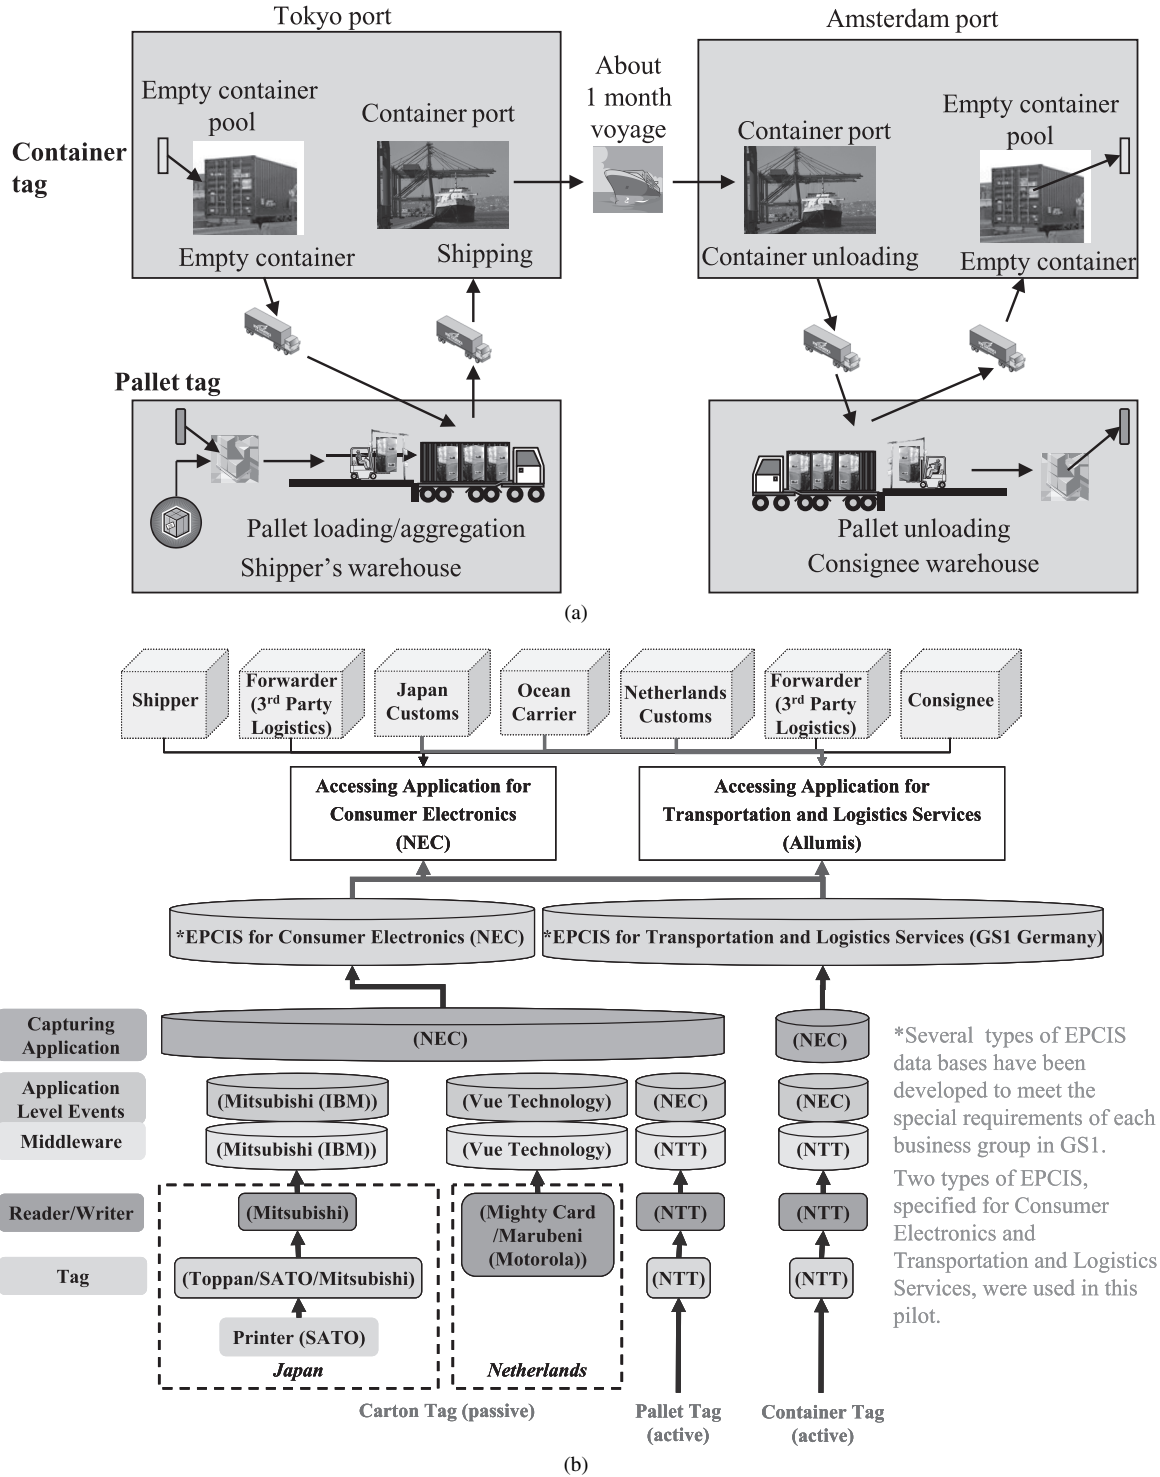 Tokyo port
Amsterdam port
About
1 month
voyage
Empty container
pool
Container port
Container port
Empty container
pool
Container
tag
Empty container
Shipping
Container unloading
Empty container
Pallet tag
Pallet loading/aggregation
Shipper's warehouse
Pallet unloading
Consignee warehouse
(a)
Shipper
Forwarder
(3rd Party
Logistics)
Japan
Customs
Ocean
Carrier
Netherlands
Customs
Forwarder
(3rd Party
Logistics)
Consignee
Accessing Application for
Consumer Electronics
(NEC)
Accessing Application for
Transportation and Logistics Services
(Allumis)
*EPCIS for Consumer Electronics (NEC)
*EPCIS for Transportation and Logistics Services (GS1 Germany)
Capturing
Application
(NEC)
(NEC)
Application
Level Events
(Mitsubishi (IBM))
(Vue Technology)
(NEC)
(NEC)
Middleware
(Mitsubishi (IBM))
(Vue Technology)
(NTT)
(NTT)
Reader/Writer
(Mitsubishi)
(Mighty Card
/Marubeni
(Motorola))
(NTT)
(NTT)
Tag
(Toppan/SATO/Mitsubishi)
(NTT)
(NTT)
Printer (SATO)
Japan
Netherlands
Carton Tag (passive)
Pallet Tag
(active)
Container Tag
(active)
*Several types of EPCIS
data bases have been
developed to meet the
special requirements of each
business group in GS1.
Two types of EPCIS,
specified for Consumer
Electronics and
Transportation and Logistics
Services, were used in this
pilot.
(b)